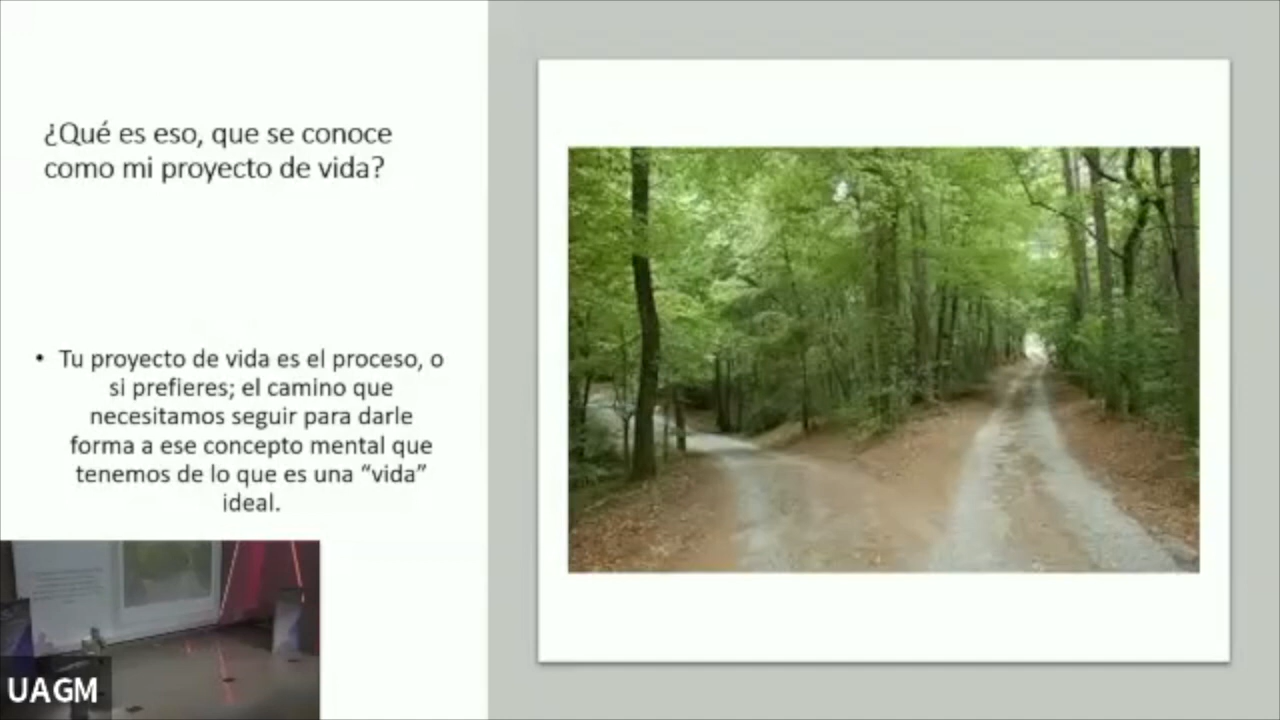 ¿Qué es eso, que se conoce
como mi proyecto de vida?
• Tu proyecto de vida es el proceso, o
si prefieres; el camino que
necesitamos seguir para darle
forma a ese concepto mental que
tenemos de lo que es una “vida”
ideal.
UAGM